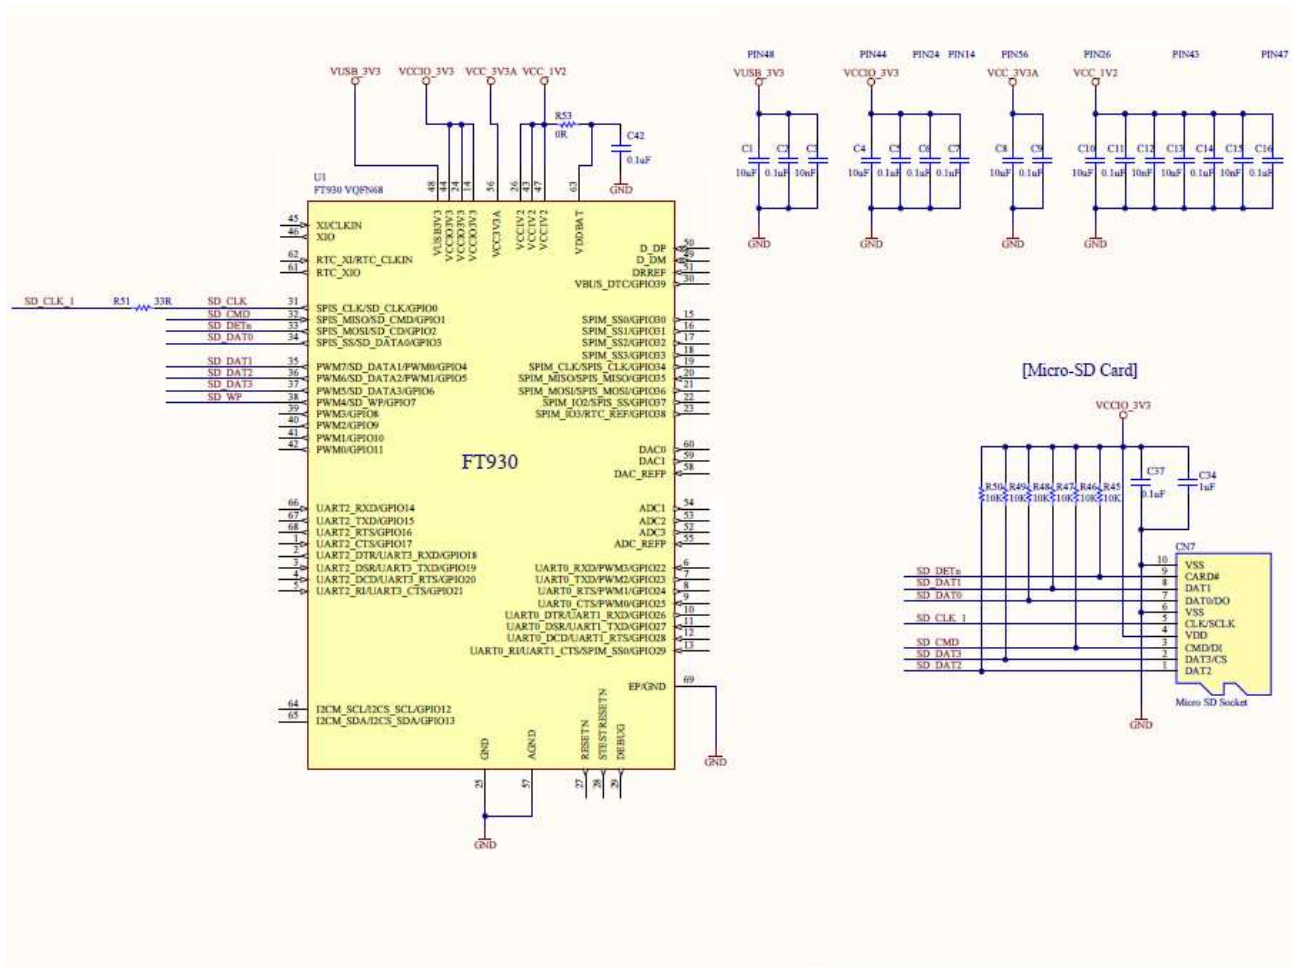 PIN48 PIN44 PIN24 PIN14 PIN56 PIN26 PIN43 PIN47
VUSB_3V3 VCCIO_3V3 VCC_3V3A VCC_1V2 VUSB_3V3 VCCIO_3V3 VCC_3V3A VCC_1V2
R53
0R
C42
0.1uF
GND
C1 C2 C3 C4 C5 C6 C7 C8 C9 C10 C11 C12 C13 C14 C15 C16
10uF 0.1uF 10nF 10uF 0.1uF 0.1uF 0.1uF 10uF 0.1uF 10uF 0.1uF 10nF 0.1uF 0.1uF 10nF 0.1uF
GND GND GND GND
U1
FT930 VQFN68
48 44 24 14 56 26 43 47 63
VUSB3V3 VCCIO3V3 VCCIO3V3 VCCIO3V3 VCC3V3A VCC1V2 VCC1V2 VCC1V2 VDDBAT
45 XI/CLKIN
46 XIO
62 RTC_XI/RTC_CLKIN
61 RTC_XIO
SD_CLK_1 R51 33R SD_CLK 31 SPIS_CLK/SD_CLK/GPIO0
SD_CMD 32 SPIS_MISO/SD_CMD/GPIO1
SD_DETn 33 SPIS_MOSI/SD_CD/GPIO2
SD_DAT0 34 SPIS_SS/SD_DATA0/GPIO3
SD_DAT1 35 PWM7/SD_DATA1/PWM0/GPIO4
SD_DAT2 36 PWM6/SD_DATA2/PWM1/GPIO5
SD_DAT3 37 PWM5/SD_DATA3/GPIO6
SD_WP 38 PWM4/SD_WP/GPIO7
39 PWM3/GPIO8
40 PWM2/GPIO9
41 PWM1/GPIO10
42 PWM0/GPIO11
FT930
66 UART2_RXD/GPIO14
67 UART2_TXD/GPIO15
68 UART2_RTS/GPIO16
1 UART2_CTS/GPIO17
2 UART2_DTR/UART3_RXD/GPIO18
3 UART2_DSR/UART3_TXD/GPIO19
4 UART2_DCD/UART3_RTS/GPIO20
5 UART2_RI/UART3_CTS/GPIO21
64 I2CM_SCL/I2CS_SCL/GPIO12
65 I2CM_SDA/I2CS_SDA/GPIO13
D_DP 50
D_DM 49
DRREF 51
VBUS_DTC/GPIO39 30
SPIM_SS0/GPIO30 15
SPIM_SS1/GPIO31 16
SPIM_SS2/GPIO32 17
SPIM_SS3/GPIO33 18
SPIM_CLK/SPIS_CLK/GPIO34 19
SPIM_MISO/SPIS_MISO/GPIO35 20
SPIM_MOSI/SPIS_MOSI/GPIO36 21
SPIM_IO2/SPIS_SS/GPIO37 22
SPIM_IO3/RTC_REF/GPIO38 23
DAC0 60
DAC1 59
DAC_REFP 58
ADC1 54
ADC2 53
ADC3 52
ADC_REFP 55
UART0_RXD/PWM3/GPIO22 6
UART0_TXD/PWM2/GPIO23 7
UART0_RTS/PWM1/GPIO24 8
UART0_CTS/PWM0/GPIO25 9
UART0_DTR/UART1_RXD/GPIO26 10
UART0_DSR/UART1_TXD/GPIO27 11
UART0_DCD/UART1_RTS/GPIO28 12
UART0_RI/UART1_CTS/SPIM_SS0/GPIO29 13
EP/GND 69
GND
GND AGND RESETN STESTRESETN DEBUG
25 57 27 28 29
GND
[Micro-SD Card]
VCCIO_3V3
R50 R49 R48 R47 R46 R45
10K 10K 10K 10K 10K 10K
C37
0.1uF
C34
1uF
CN7
10 VSS
SD_DETn 9 CARD#
SD_DAT1 8 DAT1
SD_DAT0 7 DAT0/DO
6 VSS
SD_CLK_1 5 CLK/SCLK
4 VDD
SD_CMD 3 CMD/DI
SD_DAT3 2 DAT3/CS
SD_DAT2 1 DAT2
Micro SD Socket
GND